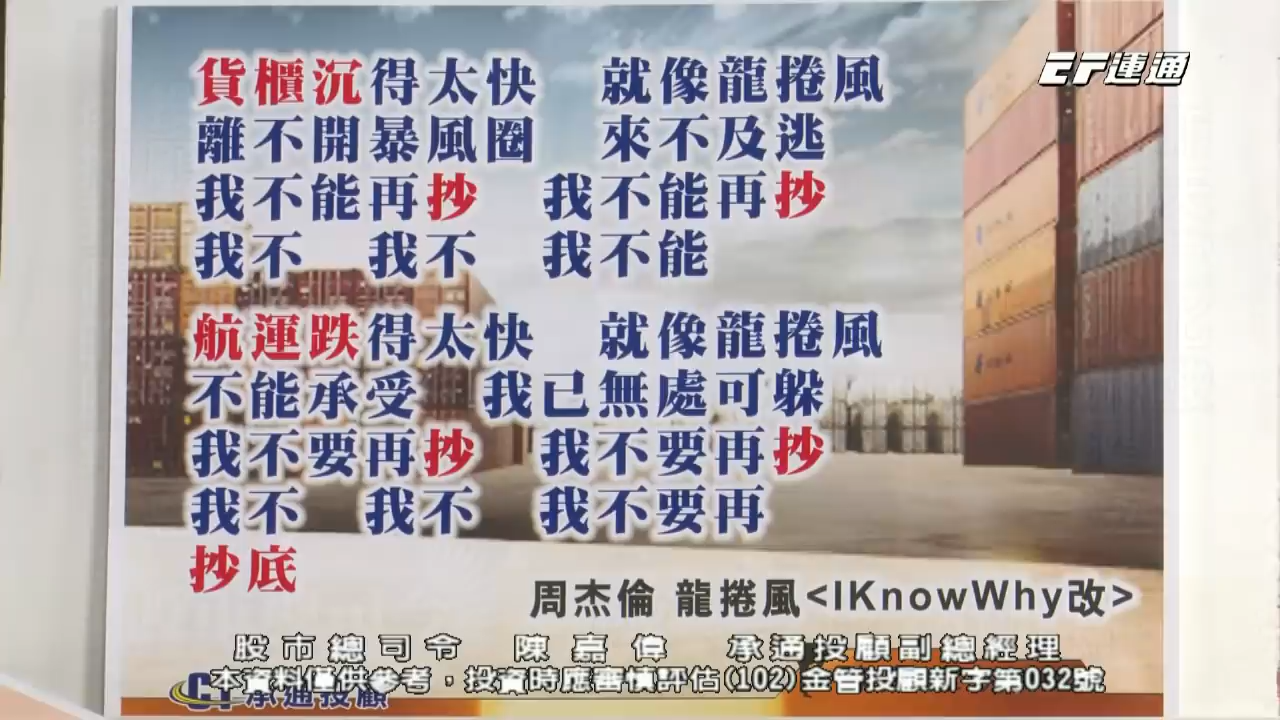 EF運通
貨櫃沉得太快 就像龍捲風
離不開暴風圈 來不及逃
我不能再抄 我不能再抄
我不 我不 我不能
航運跌得太快 就像龍捲風
不能承受 我已無處可躲
我不要再抄 我不要再抄
我不 我不 我不要再
抄底
周杰倫 龍捲風<IKnowWhy改>
股市總司令 陳嘉偉 承通投顧副總經理
本資料僅供參考，投資時應審慎評估(102)金管投顧新字第032號
CT承通投顧